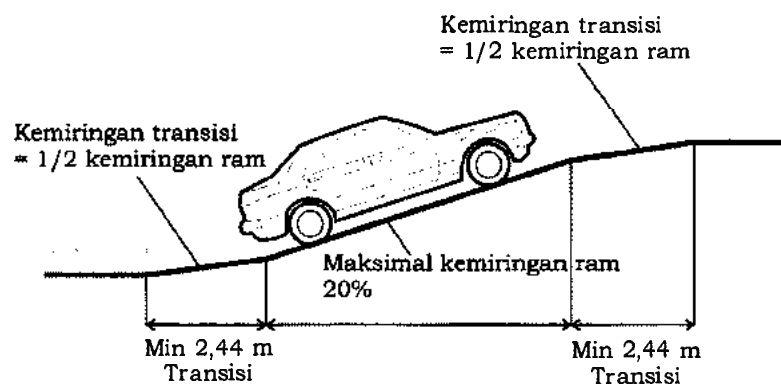 Kemiringan transisi
= 1/2 kemiringan ram
Kemiringan transisi
= 1/2 kemiringan ram
Maksimal kemiringan ram
20%
Min 2,44 m
Transisi
Min 2,44 m
Transisi